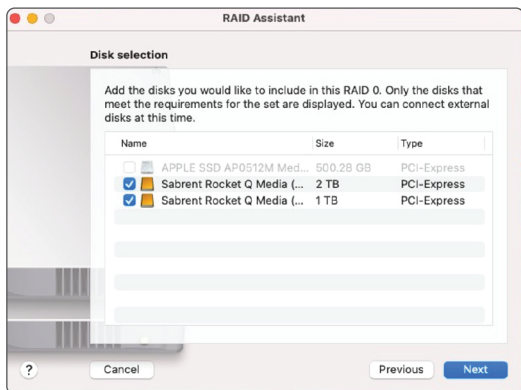 RAID Assistant
Disk selection
Add the disks you would like to include in this RAID 0. Only the disks that
meet the requirements for the set are displayed. You can connect external
disks at this time.
Name Size Type
APPLE SSD AP0512M Med... 500.28 GB PCI-Express
Sabrent Rocket Q Media (... 2 TB PCI-Express
Sabrent Rocket Q Media (... 1 TB PCI-Express
? Cancel Previous Next